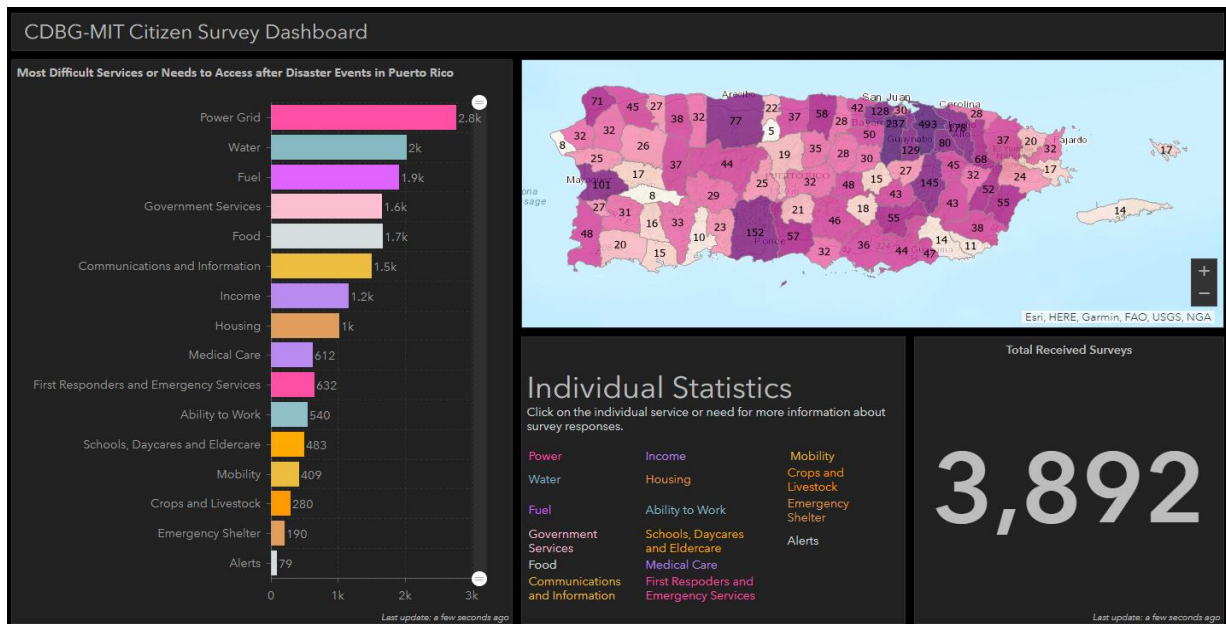 CDBG-MIT Citizen Survey Dashboard
Most Difficult Services or Needs to Access after Disaster Events in Puerto Rico
Power Grid 2.8k
Water 2k
Fuel 1.9k
Government Services 1.6k
Food 1.7k
Communications and Information 1.5k
Income 1.2k
Housing 1k
Medical Care 612
First Responders and Emergency Services 632
Ability to Work 540
Schools, Daycares and Eldercare 483
Mobility 409
Crops and Livestock 280
Emergency Shelter 190
Alerts 79
0 1k 2k 3k
Last update: a few seconds ago
Arecibo San Juan Carolina
71 45 27 38 32 77 22 37 58 28 42 128 30 28
Fajardo
8 32 32 26 5 50 237 493 178 37 20 32
129 80 68 17
25 17 37 44 19 35 28 30 27 45 32 24 17
Mayagüez PUERTO RICO
101 8 29 25 32 48 15 43 145 52 55
27 31 21 18 43 14
48 16 33 10 23 152 57 46 55 38
Ponce
20 15 32 36 44 47 14 11
+
−
Esri, HERE, Garmin, FAO, USGS, NGA
Individual Statistics
Click on the individual service or need for more information about
survey responses.
Power Income Mobility
Water Housing Crops and
Livestock
Fuel Ability to Work Emergency
Shelter
Government Schools, Daycares Alerts
Services and Eldercare
Food Medical Care
Communications First Respoders and
and Information Emergency Services
Total Received Surveys
3,892
Last update: a few seconds ago